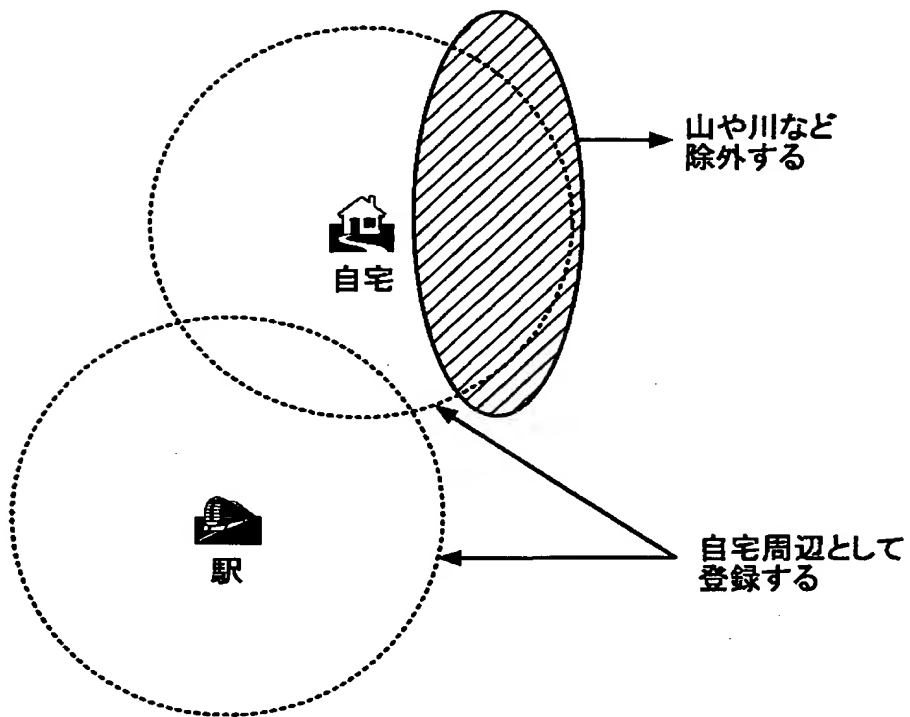 山や川など
除外する
自宅
駅
自宅周辺として
登録する